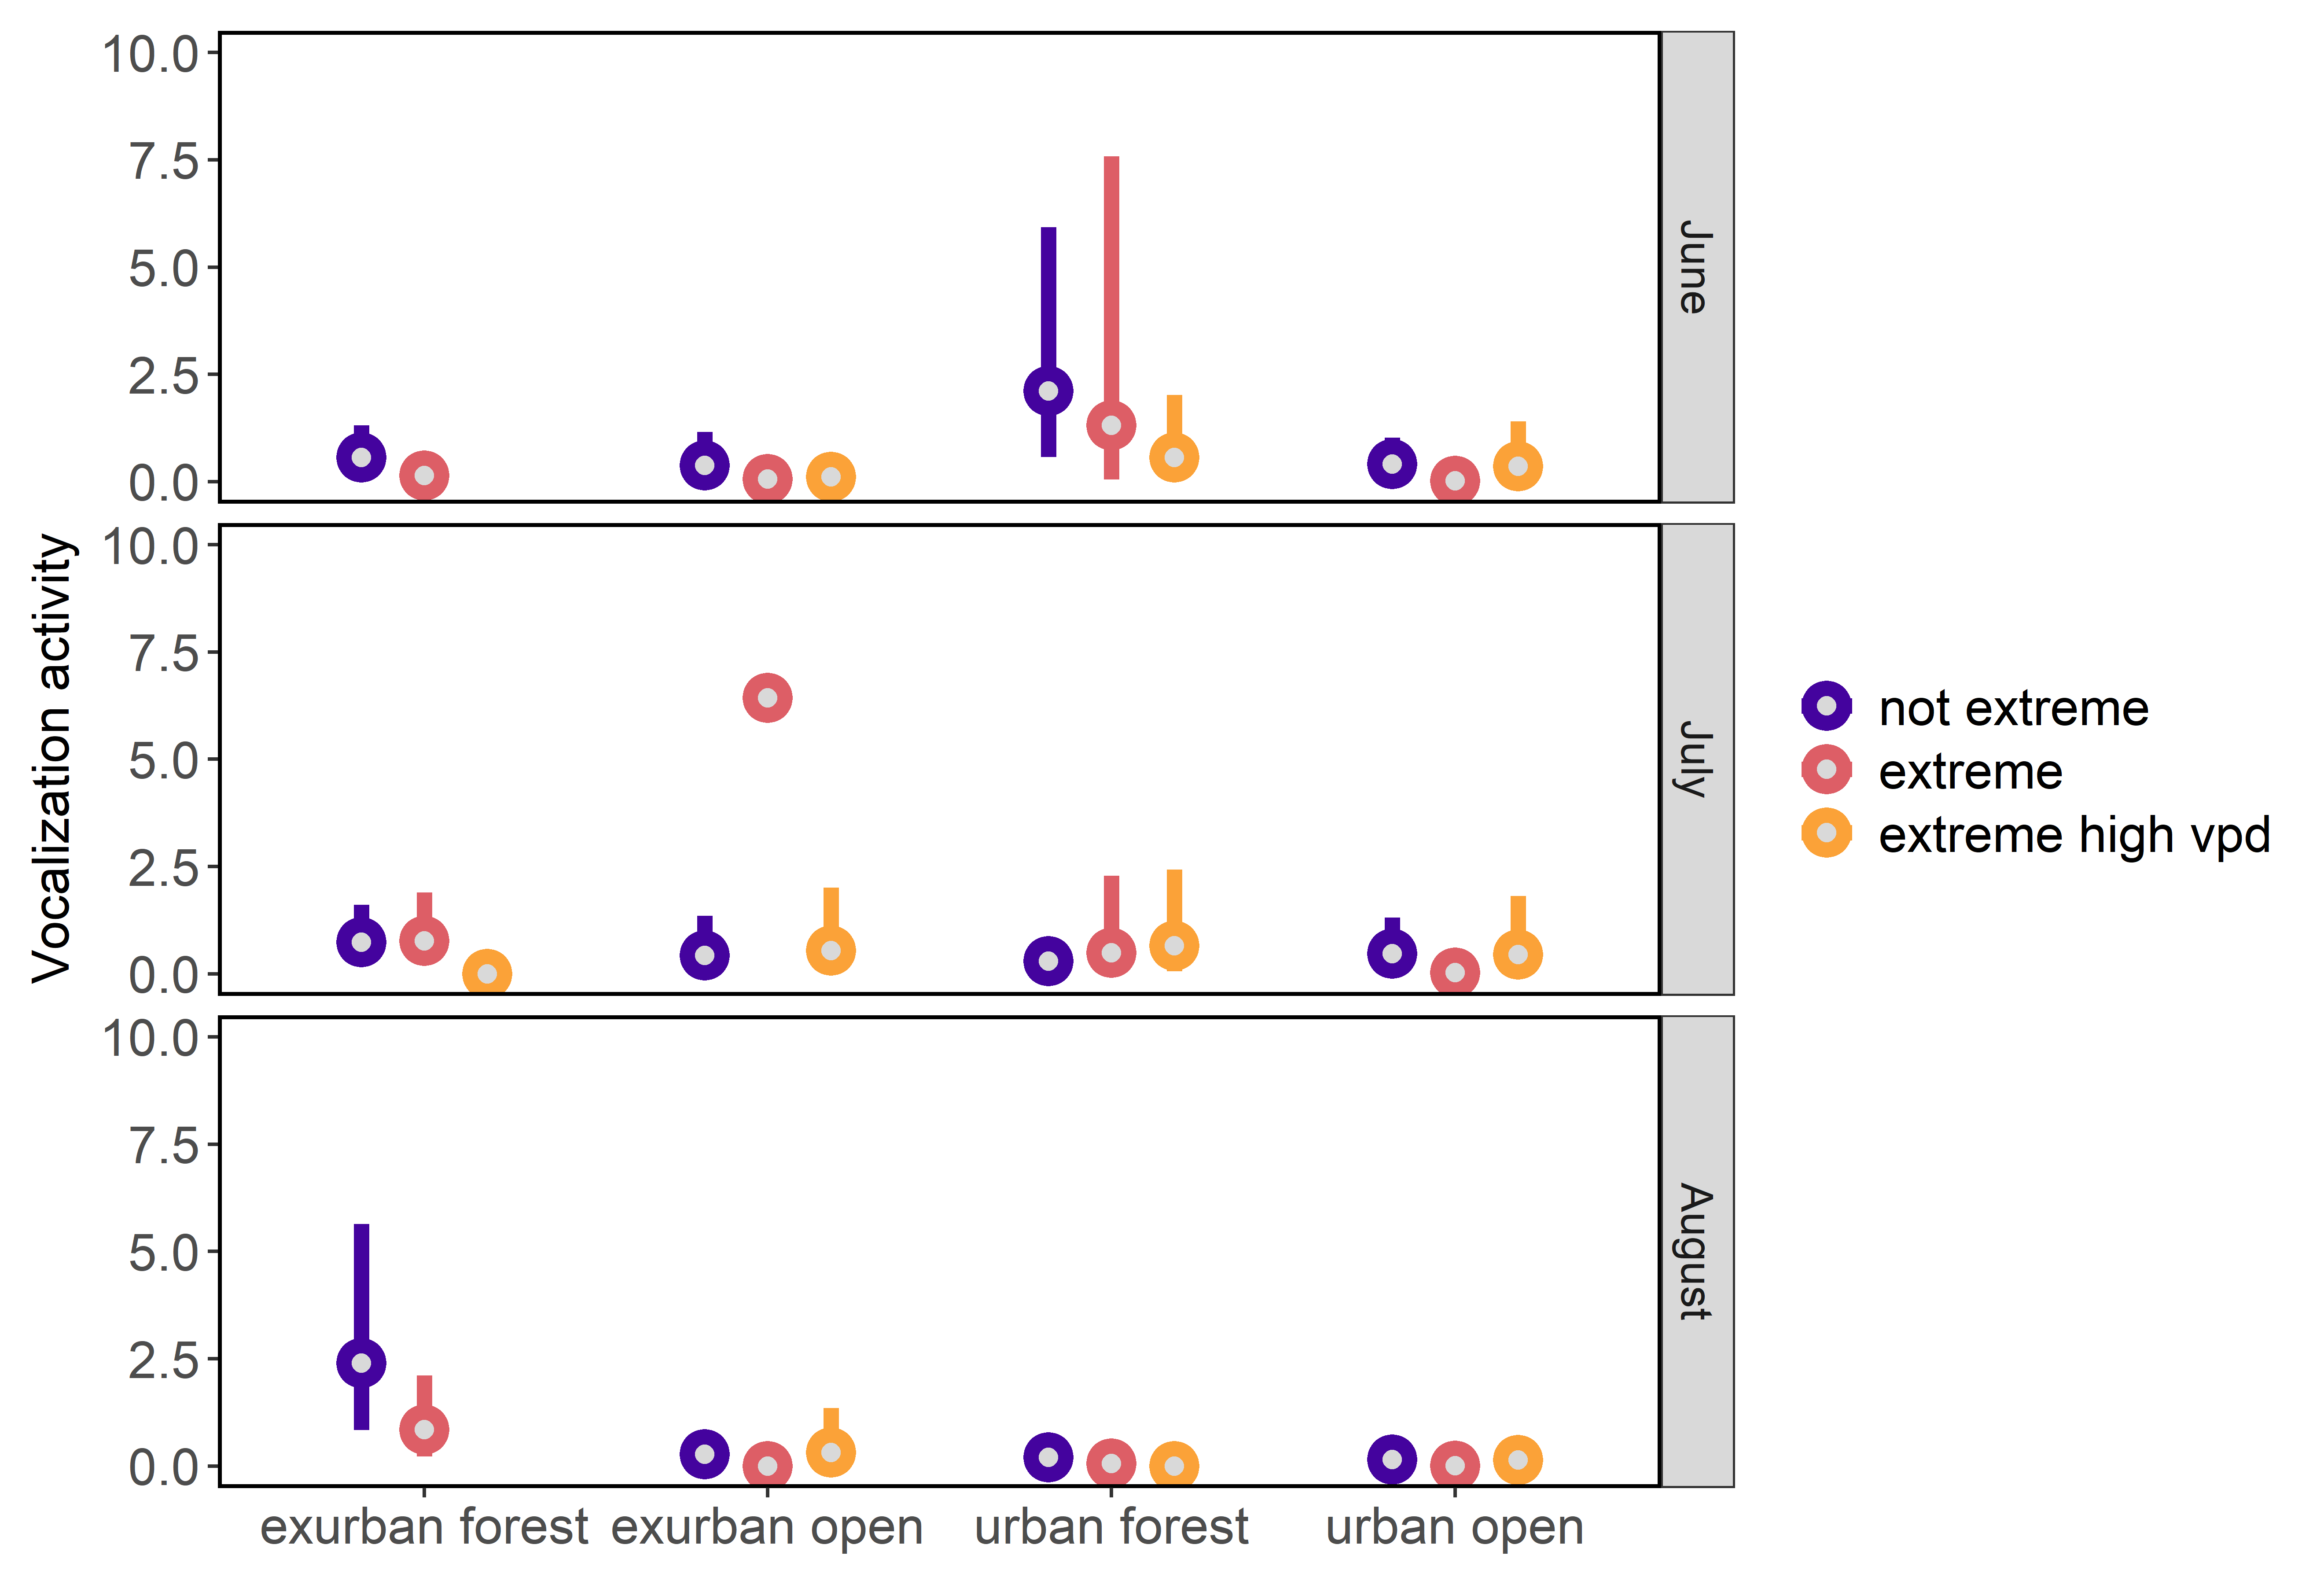 Vocalization activity
10.0
7.5
5.0
2.5
0.0
June
10.0
7.5
5.0
2.5
0.0
July
10.0
7.5
5.0
2.5
0.0
August
exurban forest exurban open urban forest urban open
not extreme
extreme
extreme high vpd